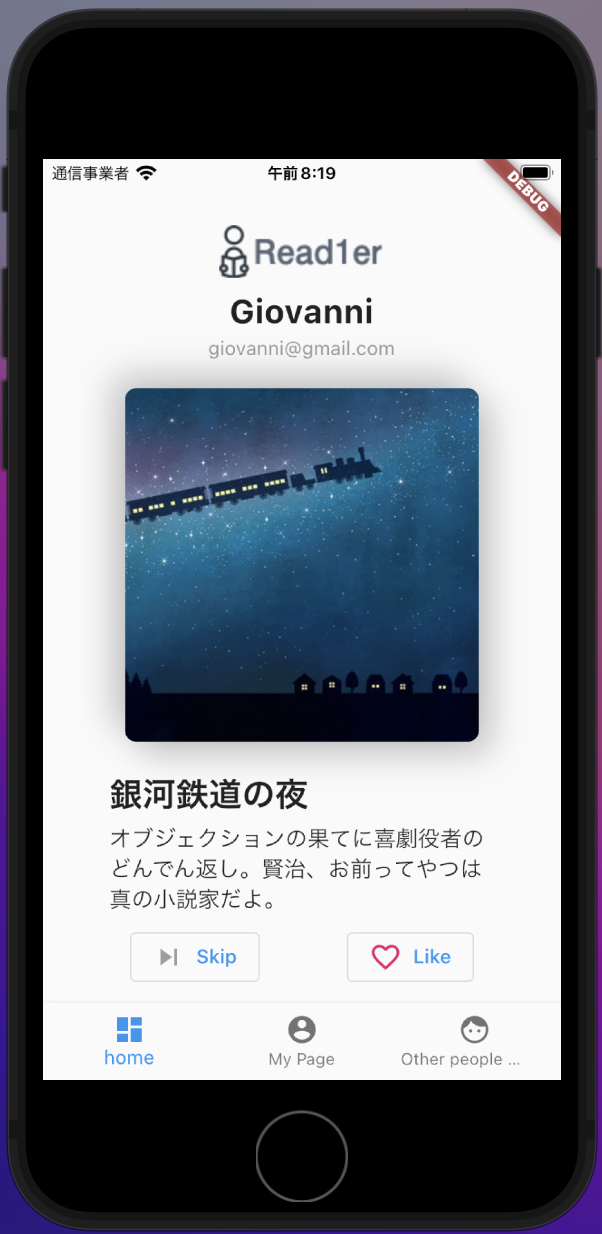 通信事業者
午前8:19
DEBUG
Read1er
Giovanni
giovanni@gmail.com
銀河鉄道の夜
オブジェクションの果てに喜劇役者の
どんでん返し。賢治、お前ってやつは
真の小説家だよ。
Skip
Like
home
My Page
Other people ...